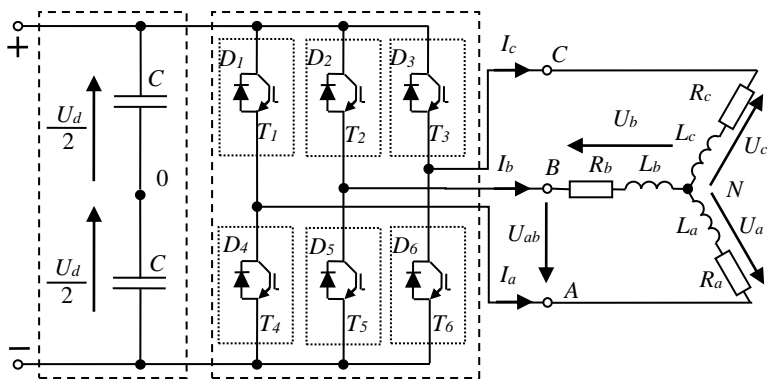 +
C
U_d
2
0
U_d
2
C
−
D_1
D_2
D_3
T_1
T_2
T_3
D_4
D_5
D_6
T_4
T_5
T_6
I_c
C
R_c
U_b
L_c
U_c
I_b
B
R_b
L_b
N
U_ab
L_a
U_a
I_a
A
R_a